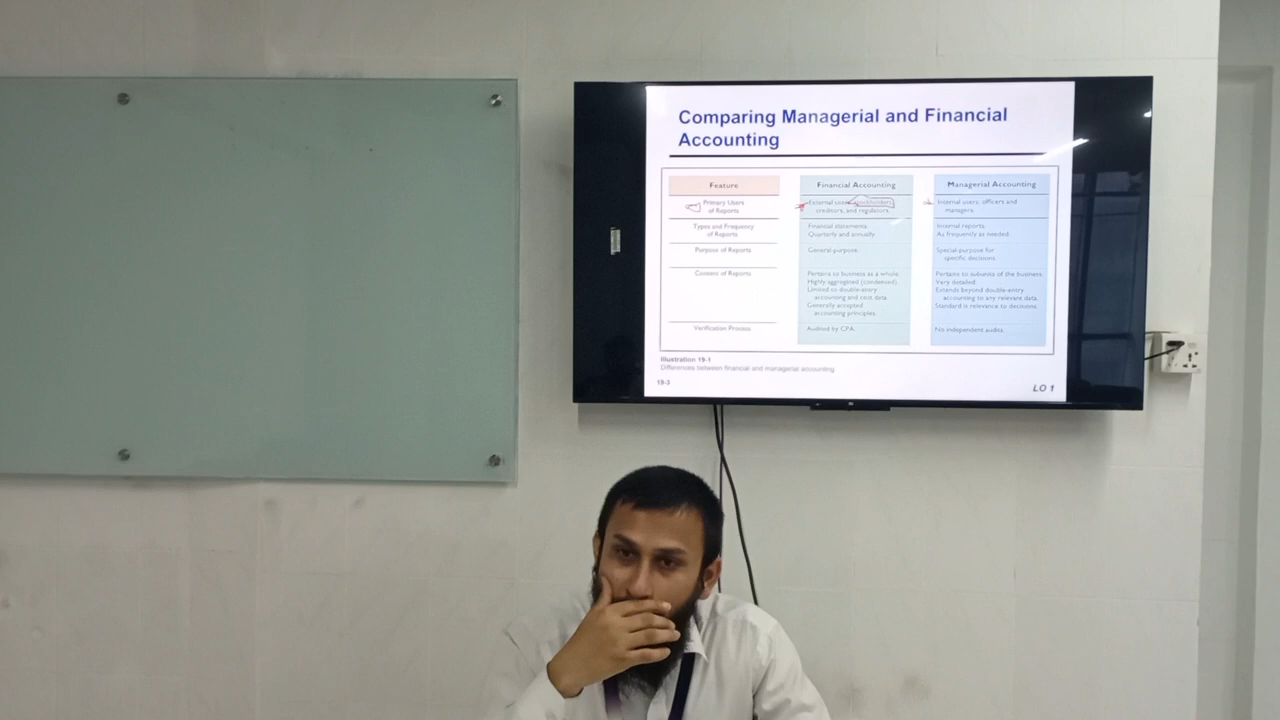 Comparing Managerial and Financial
Accounting
Feature
Financial Accounting
Managerial Accounting
Primary Users
of Reports
External users: stockholders,
creditors, and regulators.
Internal users: officers and
managers.
Types and Frequency
of Reports
Financial statements.
Quarterly and annually.
Internal reports.
As frequently as needed.
Purpose of Reports
General-purpose.
Special-purpose for
specific decisions.
Content of Reports
Pertains to business as a whole.
Highly aggregated (condensed).
Limited to double-entry
accounting and cost data.
Generally accepted
accounting principles.
Pertains to subunits of the business.
Very detailed.
Extends beyond double-entry
accounting to any relevant data.
Standard is relevance to decisions.
Verification Process
Audited by CPA.
No independent audits.
Illustration 19-1
Differences between financial and managerial accounting
19-3
LO 1